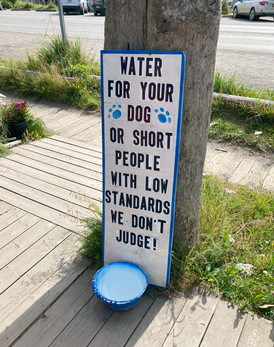 WATER
FOR YOUR
DOG
OR SHORT
PEOPLE
WITH LOW
STANDARDS
WE DON'T
JUDGE!